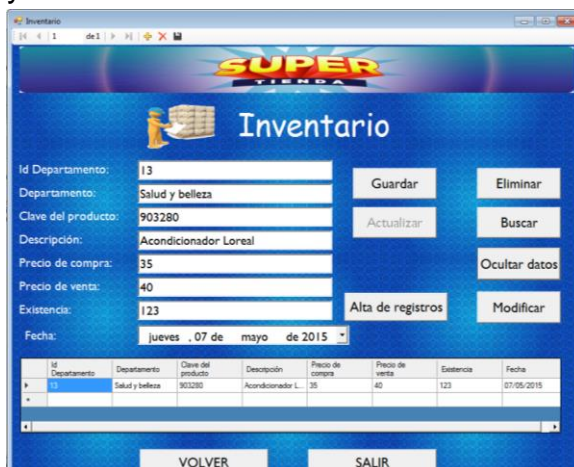 y
Inventario
1 de 1
SUPER
TIENDA
Inventario
Id Departamento: 13
Departamento: Salud y belleza
Clave del producto: 903280
Descripción: Acondicionador Loreal
Precio de compra: 35
Precio de venta: 40
Existencia: 123
Fecha: jueves , 07 de mayo de 2015
Guardar Eliminar
Actualizar Buscar
Ocultar datos
Alta de registros Modificar
Id Departamento Departamento Clave del producto Descripción Precio de compra Precio de venta Existencia Fecha
13 Salud y belleza 903280 Acondicionador L... 35 40 123 07/05/2015
VOLVER SALIR